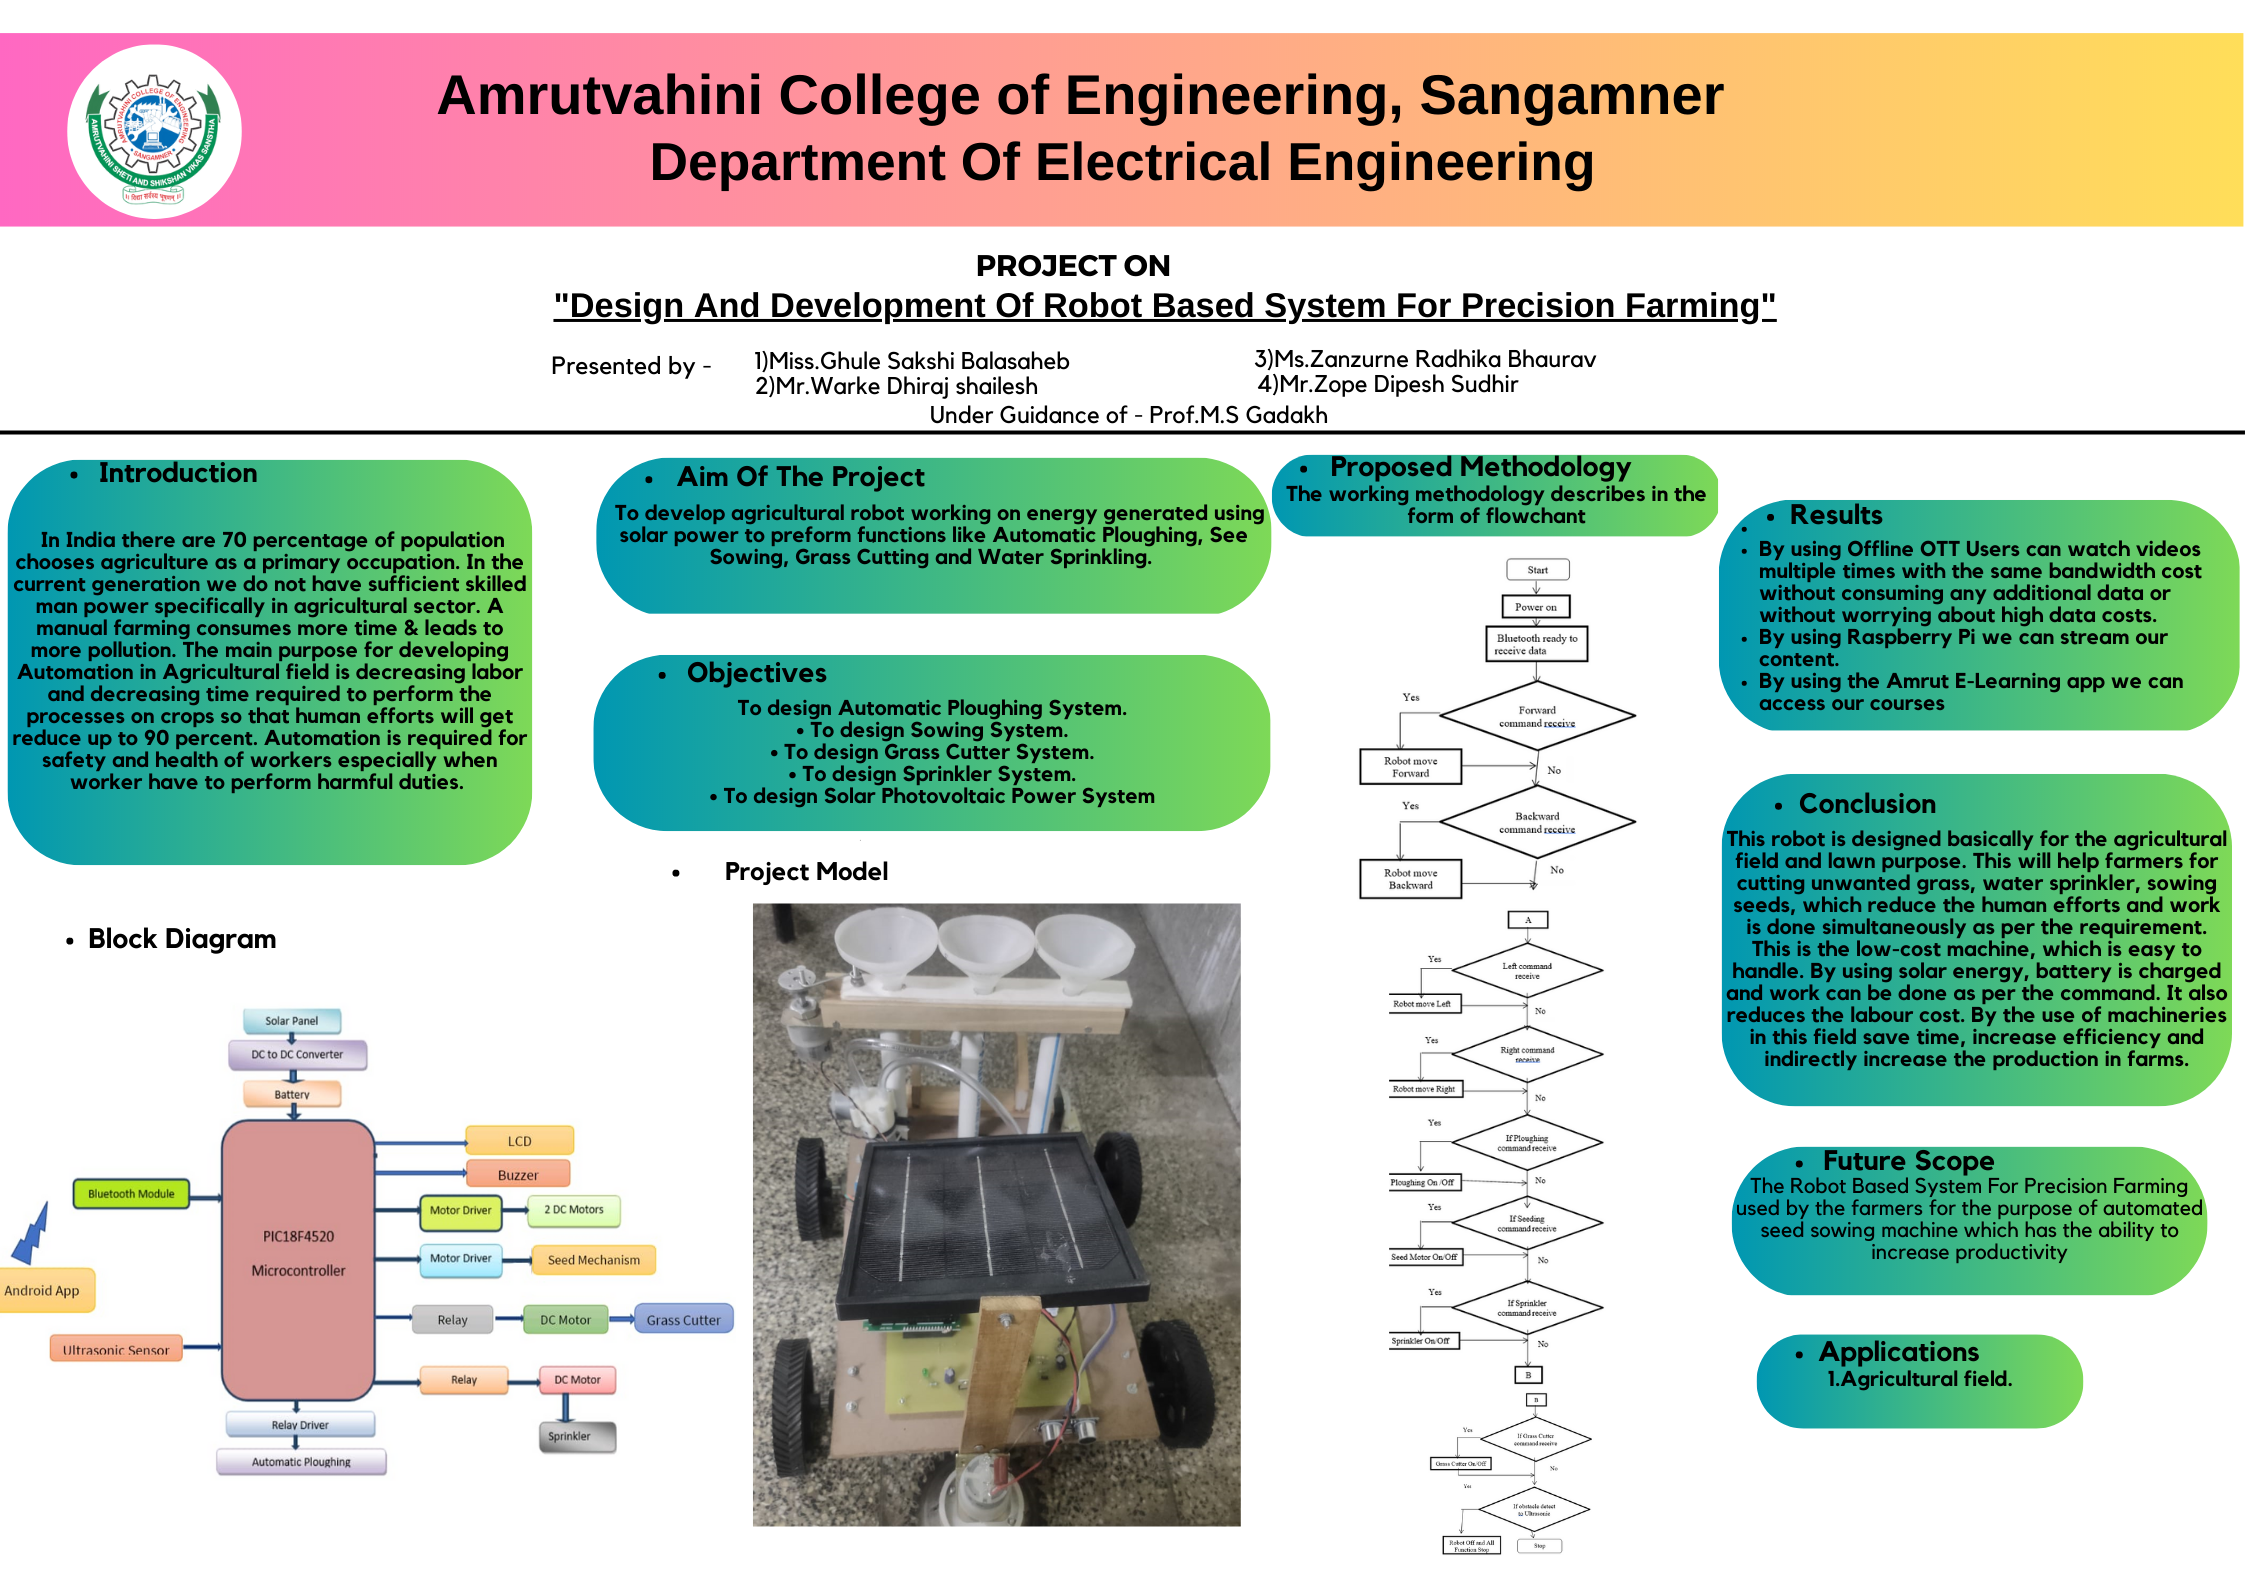 AMRUTVAHINI COLLEGE OF ENGINEERING
SANGAMNER
AMRUTVAHINI SHETI AND SHIKSHAN VIKAS SANSTHA
Amrutvahini College of Engineering, Sangamner
Department Of Electrical Engineering
PROJECT ON
"Design And Development Of Robot Based System For Precision Farming"
Presented by -
1)Miss.Ghule Sakshi Balasaheb
2)Mr.Warke Dhiraj shailesh
3)Ms.Zanzurne Radhika Bhaurav
4)Mr.Zope Dipesh Sudhir
Under Guidance of - Prof.M.S Gadakh
• Introduction
In India there are 70 percentage of population
chooses agriculture as a primary occupation. In the
current generation we do not have sufficient skilled
man power specifically in agricultural sector. A
manual farming consumes more time & leads to
more pollution. The main purpose for developing
Automation in Agricultural field is decreasing labor
and decreasing time required to perform the
processes on crops so that human efforts will get
reduce up to 90 percent. Automation is required for
safety and health of workers especially when
worker have to perform harmful duties.
• Block Diagram
Solar Panel
DC to DC Converter
Battery
PIC18F4520
Microcontroller
Bluetooth Module
Android App
Ultrasonic Sensor
LCD
Buzzer
Motor Driver
2 DC Motors
Motor Driver
Seed Mechanism
Relay
DC Motor
Grass Cutter
Relay
DC Motor
Sprinkler
Relay Driver
Automatic Ploughing
• Aim Of The Project
To develop agricultural robot working on energy generated using
solar power to preform functions like Automatic Ploughing, See
Sowing, Grass Cutting and Water Sprinkling.
• Objectives
To design Automatic Ploughing System.
• To design Sowing System.
• To design Grass Cutter System.
• To design Sprinkler System.
• To design Solar Photovoltaic Power System
• Project Model
• Proposed Methodology
The working methodology describes in the
form of flowchant
Start
Power on
Bluetooth ready to
receive data
Yes
Forward
command receive
Robot move
Forward
No
Yes
Backward
command receive
Robot move
Backward
No
A
Yes
Left command
receive
Robot move Left
No
Yes
Right command
receive
Robot move Right
No
Yes
If Ploughing
command receive
Ploughing On /Off
No
Yes
If Seeding
command receive
Seed Motor On/Off
No
Yes
If Sprinkler
command receive
Sprinkler On/Off
No
B
B
Yes
If Grass Cutter
command receive
Grass Cutter On/Off
No
Yes
If obstacle detect
to Ultrasonic
Robot Off and All
Function Stop
Stop
• Results
•
• By using Offline OTT Users can watch videos
multiple times with the same bandwidth cost
without consuming any additional data or
without worrying about high data costs.
• By using Raspberry Pi we can stream our
content.
• By using the Amrut E-Learning app we can
access our courses
• Conclusion
This robot is designed basically for the agricultural
field and lawn purpose. This will help farmers for
cutting unwanted grass, water sprinkler, sowing
seeds, which reduce the human efforts and work
is done simultaneously as per the requirement.
This is the low-cost machine, which is easy to
handle. By using solar energy, battery is charged
and work can be done as per the command. It also
reduces the labour cost. By the use of machineries
in this field save time, increase efficiency and
indirectly increase the production in farms.
• Future Scope
The Robot Based System For Precision Farming
used by the farmers for the purpose of automated
seed sowing machine which has the ability to
increase productivity
• Applications
1.Agricultural field.